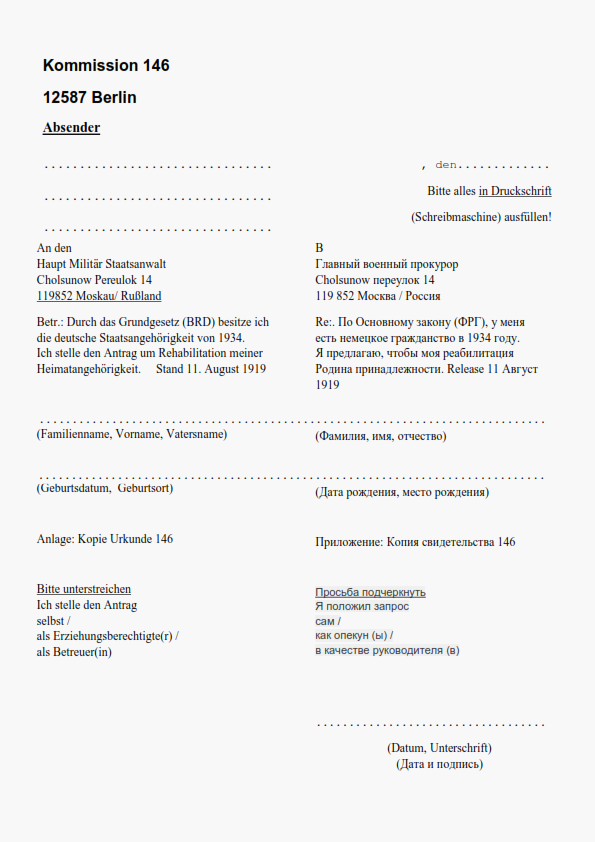 Kommission 146
12587 Berlin
Absender
................................
, den.............
................................
Bitte alles in Druckschrift
(Schreibmaschine) ausfüllen!
................................
An den
Haupt Militär Staatsanwalt
Cholsunow Pereulok 14
119852 Moskau/ Rußland
В
Главный военный прокурор
Cholsunow переулок 14
119 852 Москва / Россия
Betr.: Durch das Grundgesetz (BRD) besitze ich
die deutsche Staatsangehörigkeit von 1934.
Ich stelle den Antrag um Rehabilitation meiner
Heimatangehörigkeit. Stand 11. August 1919
Re:. По Основному закону (ФРГ), у меня
есть немецкое гражданство в 1934 году.
Я предлагаю, чтобы моя реабилитация
Родина принадлежности. Release 11 Август
1919
................................................................................
(Familienname, Vorname, Vatersname)
(Фамилия, имя, отчество)
................................................................................
(Geburtsdatum, Geburtsort)
(Дата рождения, место рождения)
Anlage: Kopie Urkunde 146
Приложение: Копия свидетельства 146
Bitte unterstreichen
Ich stelle den Antrag
selbst /
als Erziehungsberechtigte(r) /
als Betreuer(in)
Просьба подчеркнуть
Я положил запрос
сам /
как опекун (ы) /
в качестве руководителя (в)
...................................
(Datum, Unterschrift)
(Дата и подпись)